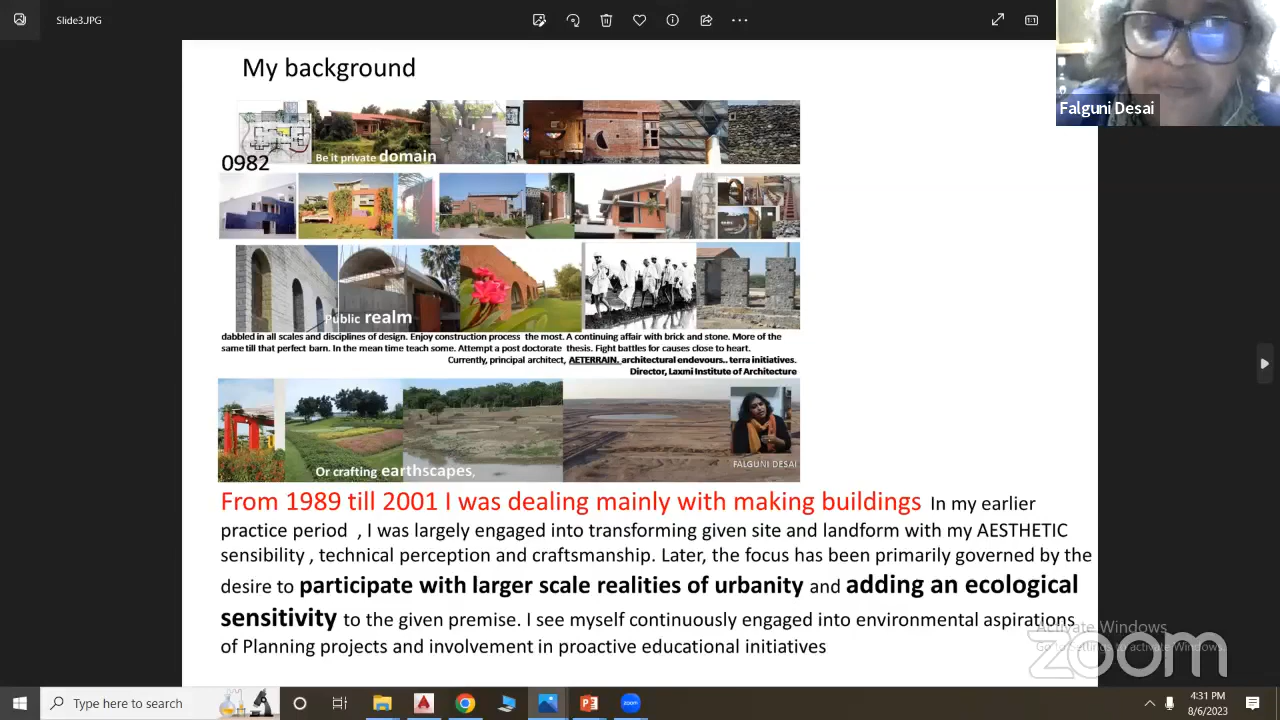 Slide3.JPG
Falguni Desai
My background
0982
Be it private domain
Public realm
dabbled in all scales and disciplines of design. Enjoy construction process the most. A continuing affair with brick and stone. More of the
same till that perfect barn. In the mean time teach some. Attempt a post doctorate thesis. Fight battles for causes close to heart.
Currently, principal architect, AETERRAIN. architectural endevours.. terra initiatives.
Director, Laxmi Institute of Architecture
Or crafting earthscapes,
FALGUNI DESAI
From 1989 till 2001 I was dealing mainly with making buildings In my earlier
practice period , I was largely engaged into transforming given site and landform with my AESTHETIC
sensibility , technical perception and craftsmanship. Later, the focus has been primarily governed by the
desire to participate with larger scale realities of urbanity and adding an ecological
sensitivity to the given premise. I see myself continuously engaged into environmental aspirations
of Planning projects and involvement in proactive educational initiatives
Activate Windows
Go to Settings to activate Windows.
zoom
Type here to search
4:31 PM
8/6/2023